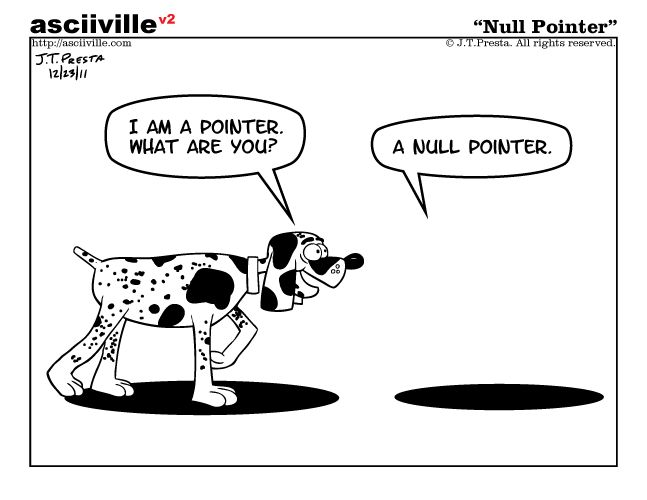 asciiville v2
"Null Pointer"
http://asciiville.com
© J.T.Presta. All rights reserved.
J.T. PRESTA
12/23/11
I AM A POINTER.
WHAT ARE YOU?
A NULL POINTER.